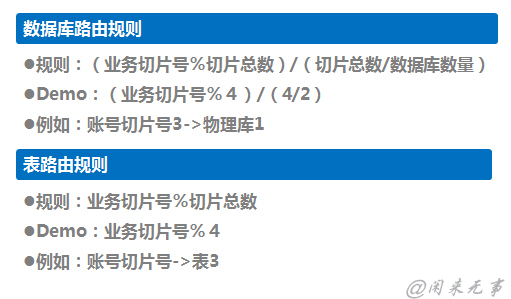 数据库路由规则
●规则：（业务切片号%切片总数）/（切片总数/数据库数量）
●Demo：（业务切片号%４）/（4/2）
●例如：账号切片号3->物理库1
表路由规则
●规则：业务切片号%切片总数
●Demo：业务切片号%４
●例如：账号切片号->表3
@闲来无事